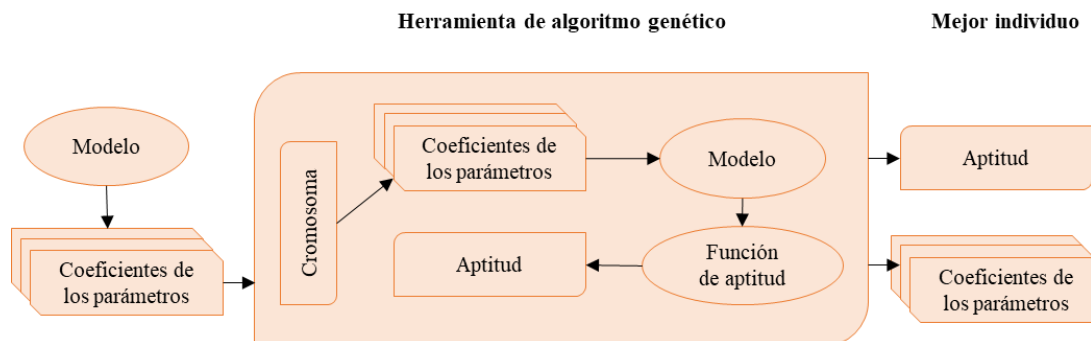 Herramienta de algoritmo genético
Mejor individuo
Modelo
Coeficientes de
los parámetros
Cromosoma
Coeficientes de
los parámetros
Modelo
Aptitud
Función
de aptitud
Aptitud
Coeficientes de
los parámetros